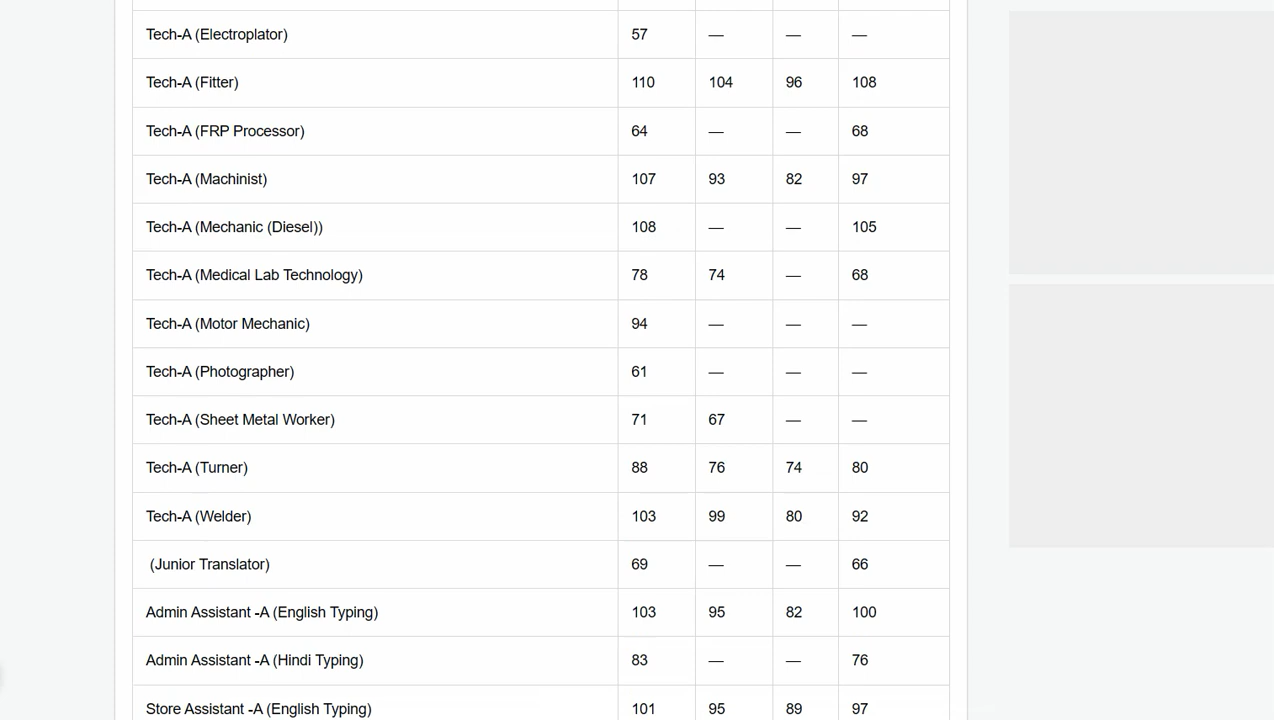 Tech-A (Electroplator) 57 — — —
Tech-A (Fitter) 110 104 96 108
Tech-A (FRP Processor) 64 — — 68
Tech-A (Machinist) 107 93 82 97
Tech-A (Mechanic (Diesel)) 108 — — 105
Tech-A (Medical Lab Technology) 78 74 — 68
Tech-A (Motor Mechanic) 94 — — —
Tech-A (Photographer) 61 — — —
Tech-A (Sheet Metal Worker) 71 67 — —
Tech-A (Turner) 88 76 74 80
Tech-A (Welder) 103 99 80 92
(Junior Translator) 69 — — 66
Admin Assistant -A (English Typing) 103 95 82 100
Admin Assistant -A (Hindi Typing) 83 — — 76
Store Assistant -A (English Typing) 101 95 89 97